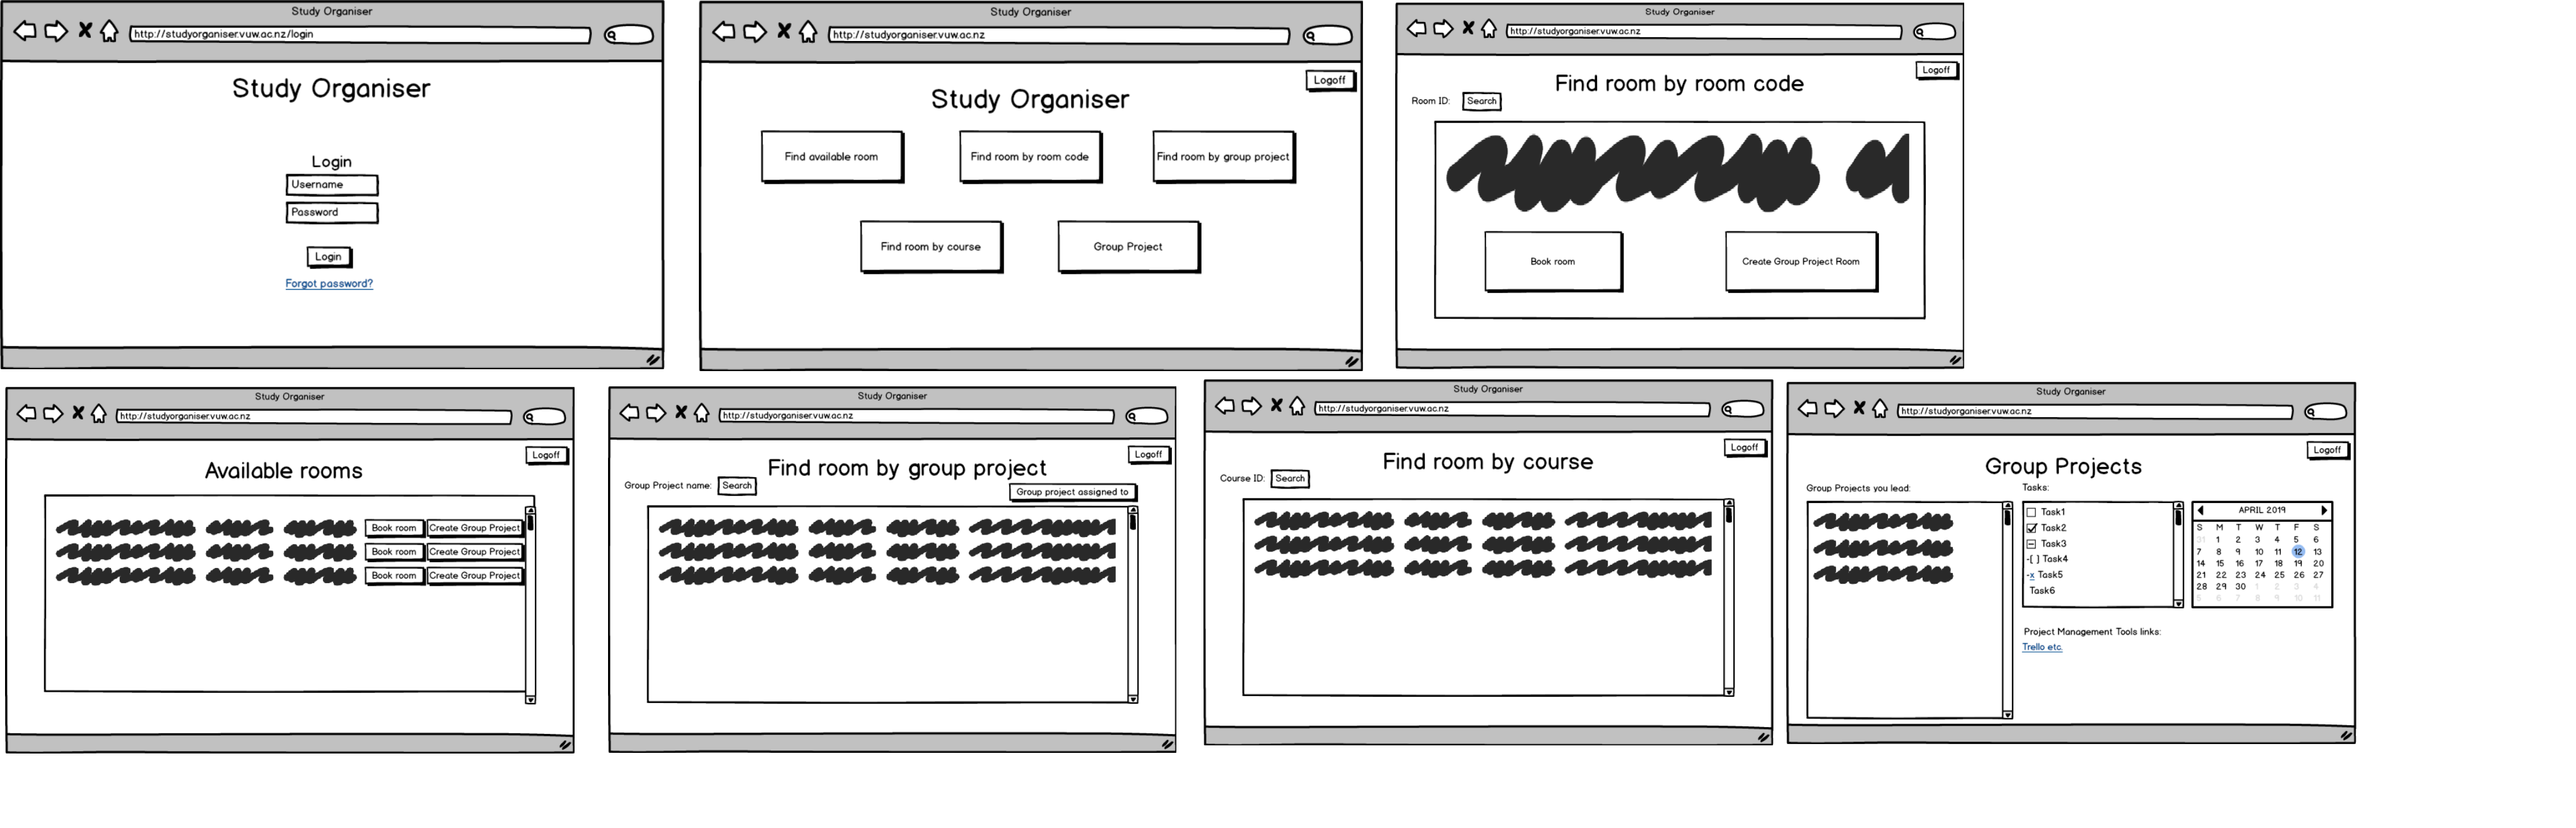 Study Organiser
http://studyorganiser.vuw.ac.nz/login
Study Organiser
Login
Username
Password
Login
Forgot password?
Study Organiser
http://studyorganiser.vuw.ac.nz
Logoff
Study Organiser
Find available room
Find room by room code
Find room by group project
Find room by course
Group Project
Study Organiser
http://studyorganiser.vuw.ac.nz
Logoff
Find room by room code
Room ID: Search
Book room
Create Group Project Room
Study Organiser
http://studyorganiser.vuw.ac.nz
Logoff
Available rooms
Book room Create Group Project
Book room Create Group Project
Book room Create Group Project
Study Organiser
http://studyorganiser.vuw.ac.nz
Logoff
Find room by group project
Group Project name: Search
Group project assigned to
Study Organiser
http://studyorganiser.vuw.ac.nz
Logoff
Find room by course
Course ID: Search
Study Organiser
http://studyorganiser.vuw.ac.nz
Logoff
Group Projects
Group Projects you lead:
Tasks:
Task1
Task2
Task3
-[ ] Task4
-x Task5
Task6
APRIL 2019
S M T W T F S
31 1 2 3 4 5 6
7 8 9 10 11 12 13
14 15 16 17 18 19 20
21 22 23 24 25 26 27
28 29 30 1 2 3 4
5 6 7 8 9 10 11
Project Management Tools links:
Trello etc.